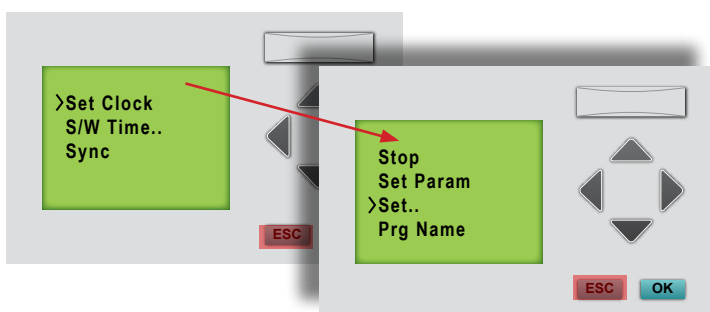 >Set Clock
S/W Time..
Sync
ESC
Stop
Set Param
>Set..
Prg Name
ESC OK